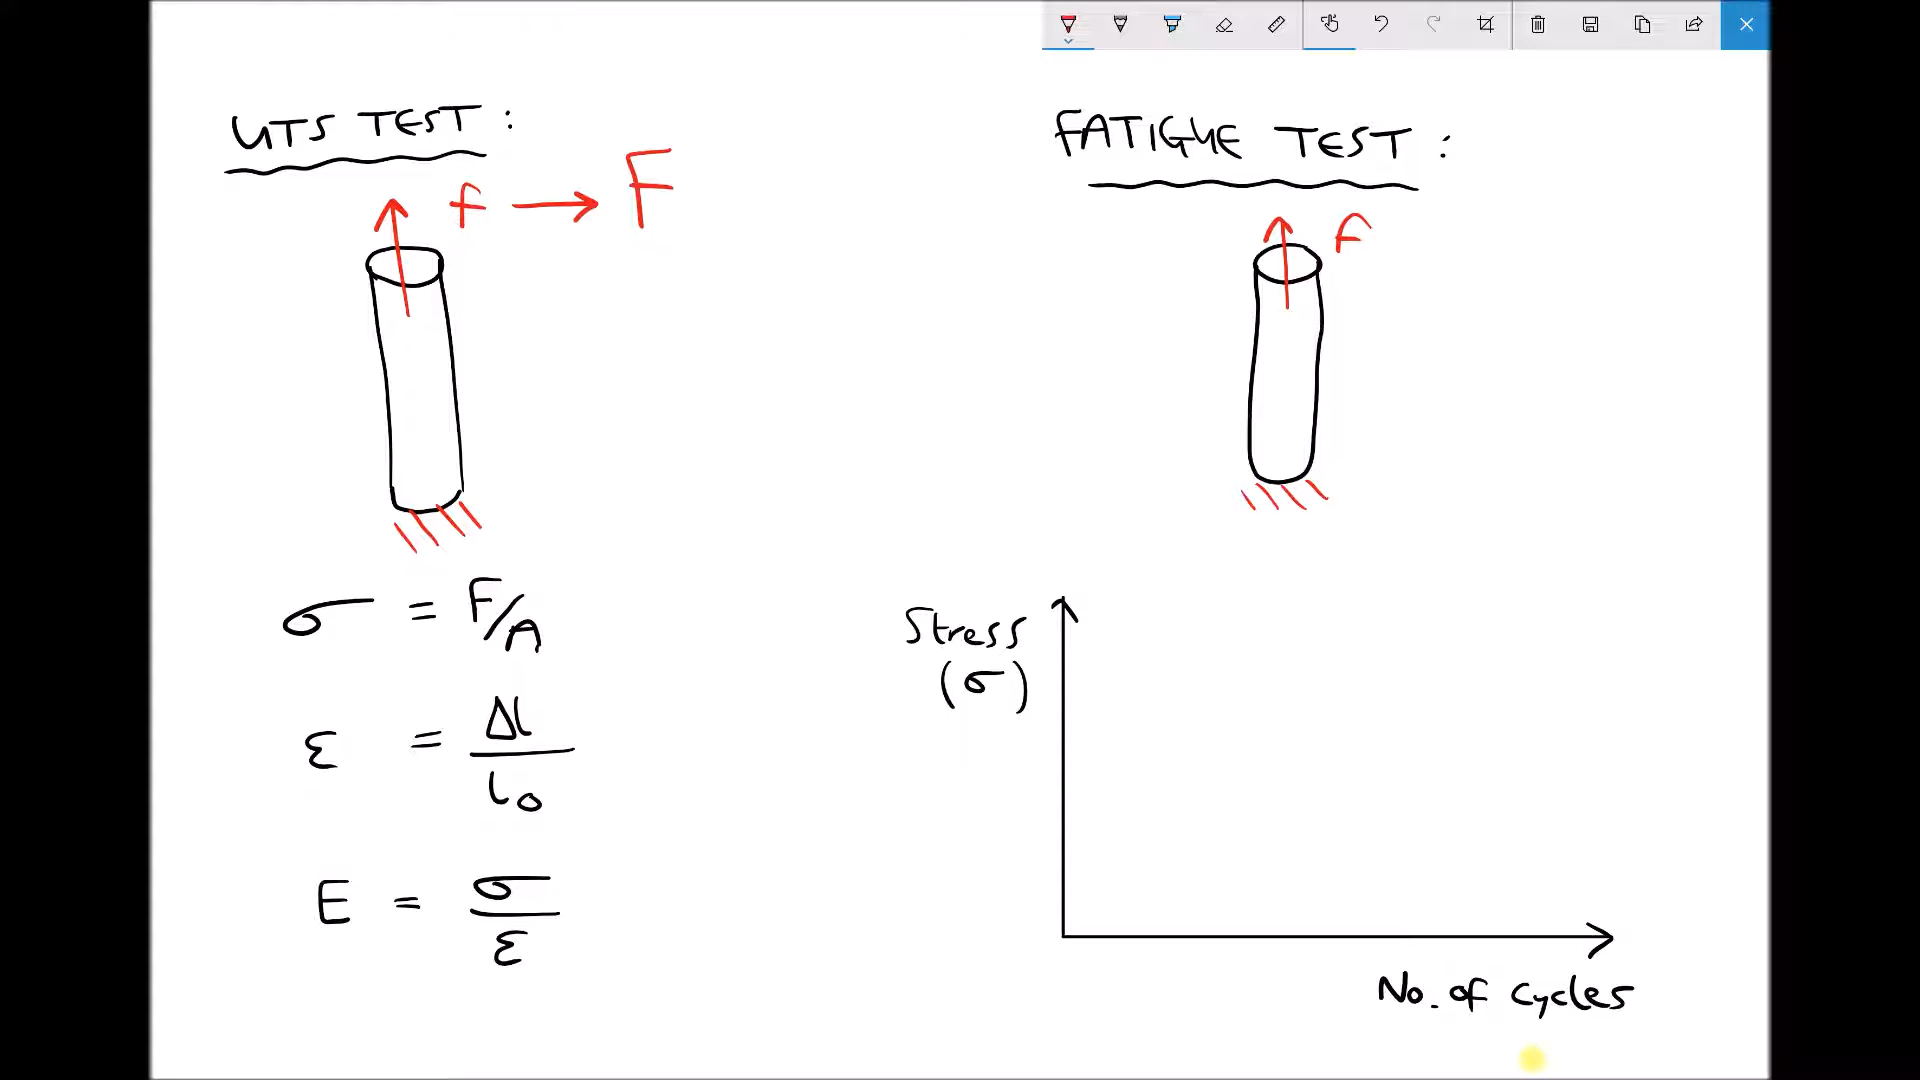 UTS TEST :
f → F
σ = F/A
ε = Δl / l₀
E = σ / ε
FATIGUE TEST :
f
Stress
(σ)
No. of cycles